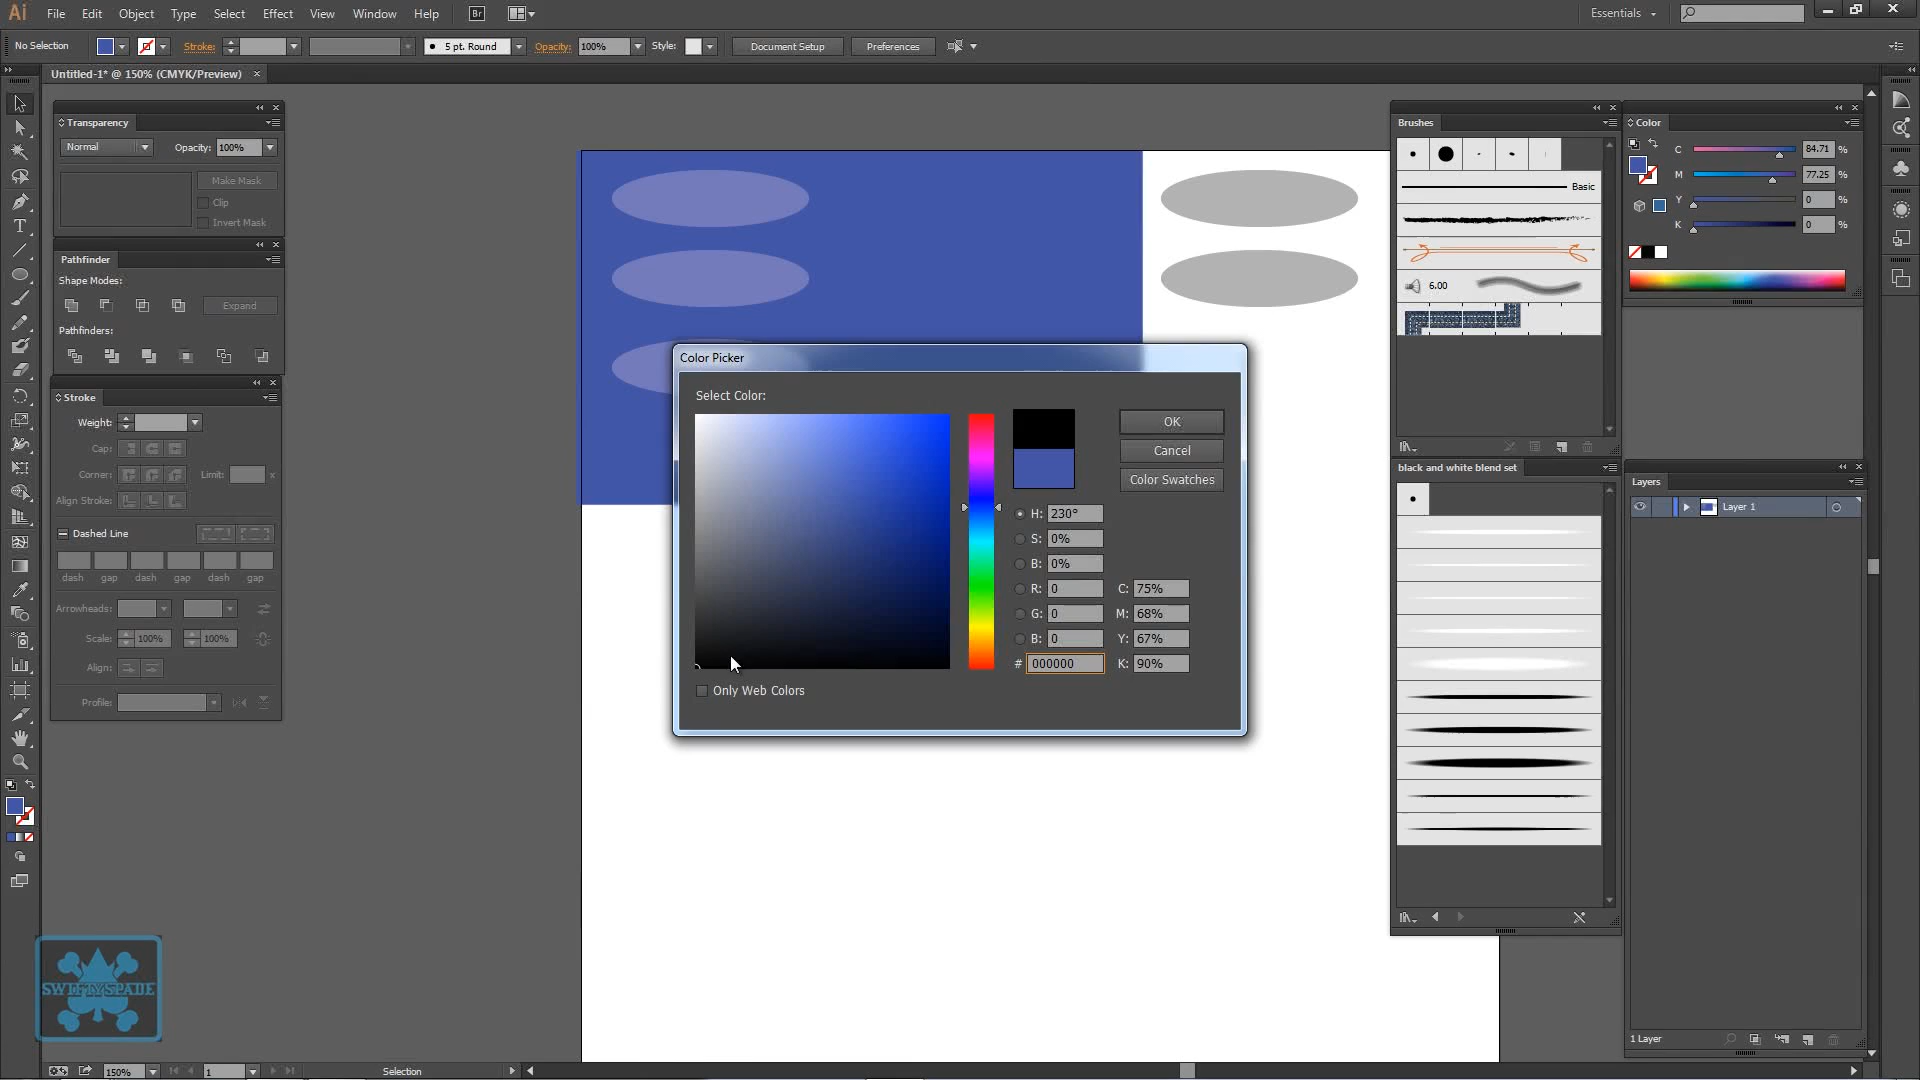 Ai File Edit Object Type Select Effect View Window Help Br Essentials
No Selection Stroke: 5 pt. Round Opacity: 100% Style: Document Setup Preferences
Untitled-1* @ 150% (CMYK/Preview)
Transparency
Normal Opacity: 100%
Make Mask
Clip
Invert Mask
Pathfinder
Shape Modes:
Expand
Pathfinders:
Stroke
Weight:
Cap:
Corner: Limit: x
Align Stroke:
Dashed Line
dash gap dash gap dash gap
Arrowheads:
Scale: 100% 100%
Align:
Profile:
Color Picker
Select Color:
OK
Cancel
Color Swatches
H: 230°
S: 0%
B: 0%
R: 0 C: 75%
G: 0 M: 68%
B: 0 Y: 67%
# 000000 K: 90%
Only Web Colors
Brushes
Basic
6.00
black and white blend set
Color
C 84.71 %
M 77.25 %
Y 0 %
K 0 %
Layers
Layer 1
1 Layer
SWIFTYSPADE
150% 1 Selection